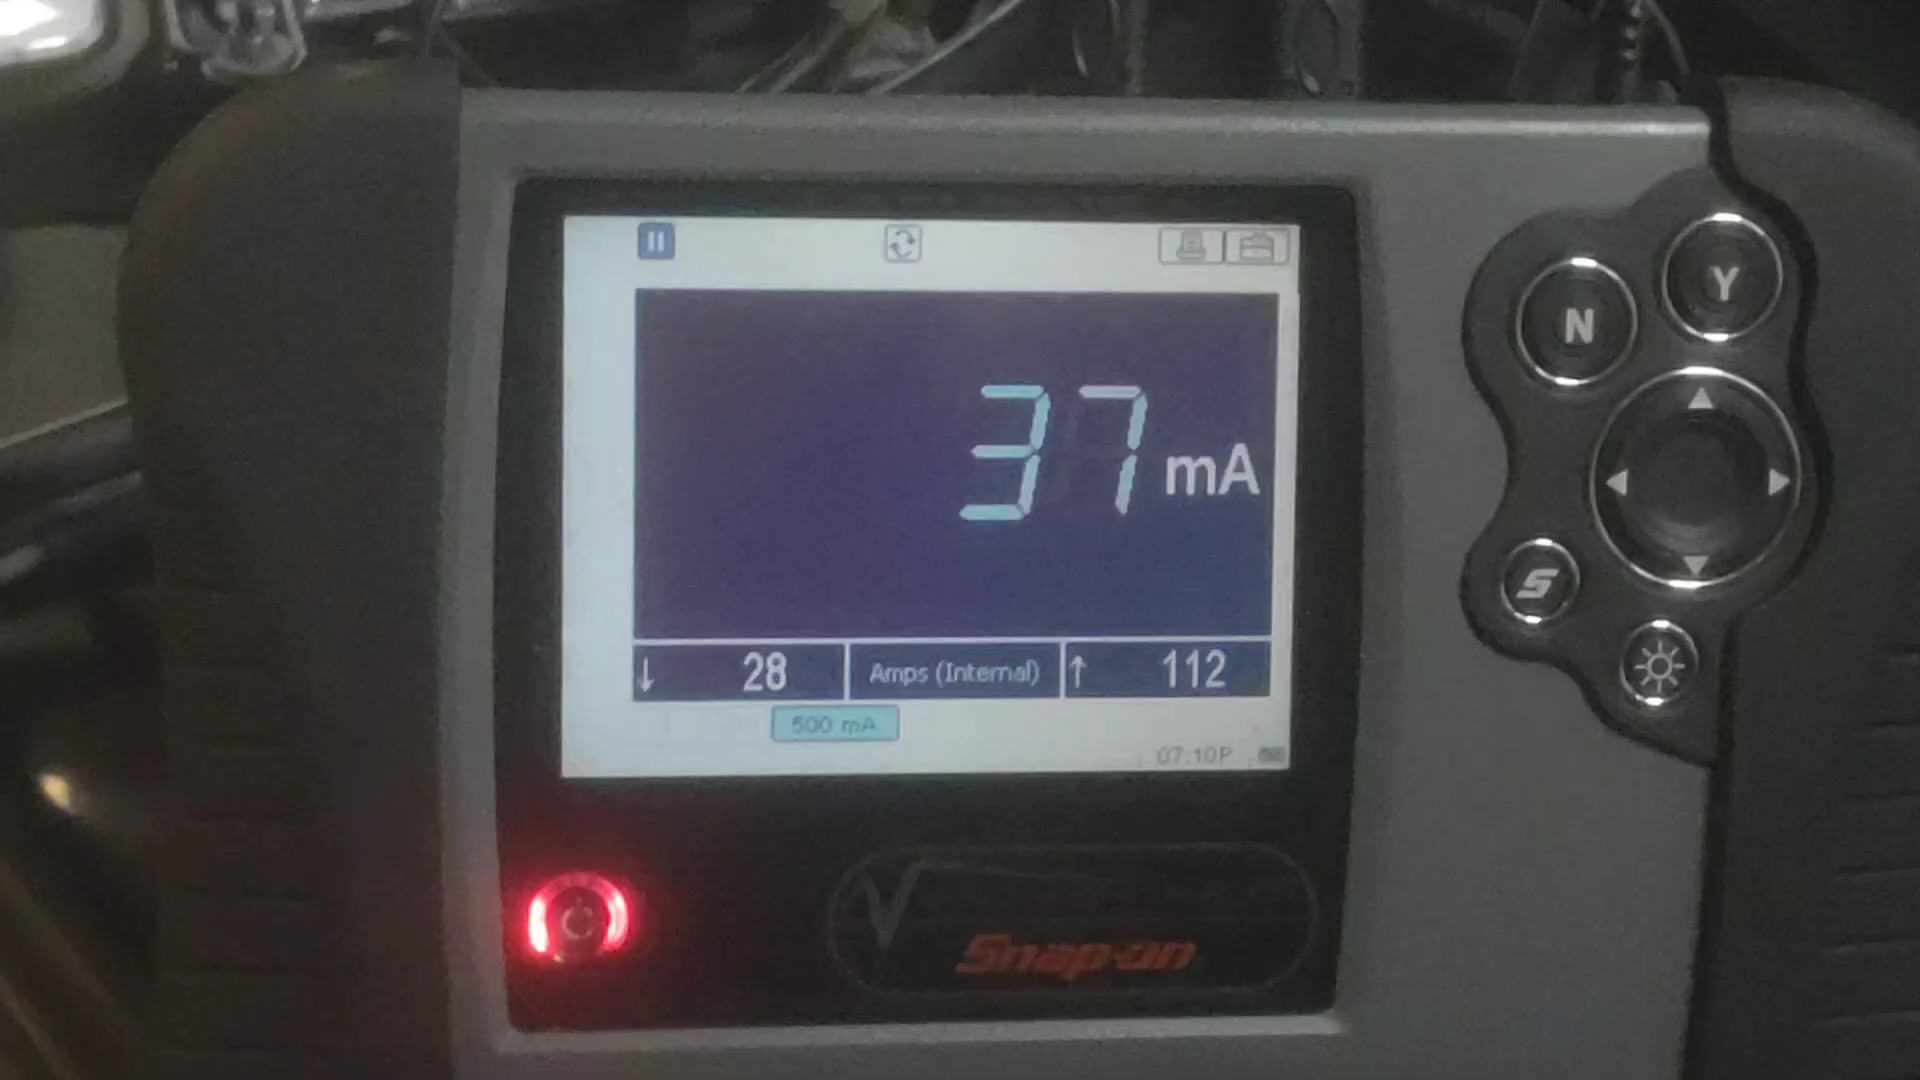 37 mA
28 Amps (Internal) 112
500 mA
07:10P
N
Y
S
Snap-on